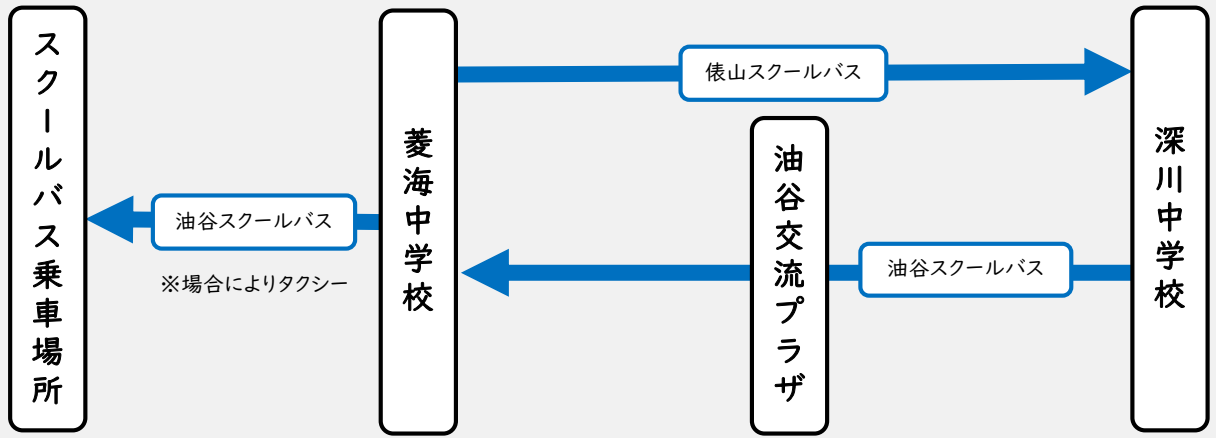 スクールバス乗車場所
油谷スクールバス
※場合によりタクシー
菱海中学校
俵山スクールバス
油谷交流プラザ
油谷スクールバス
深川中学校